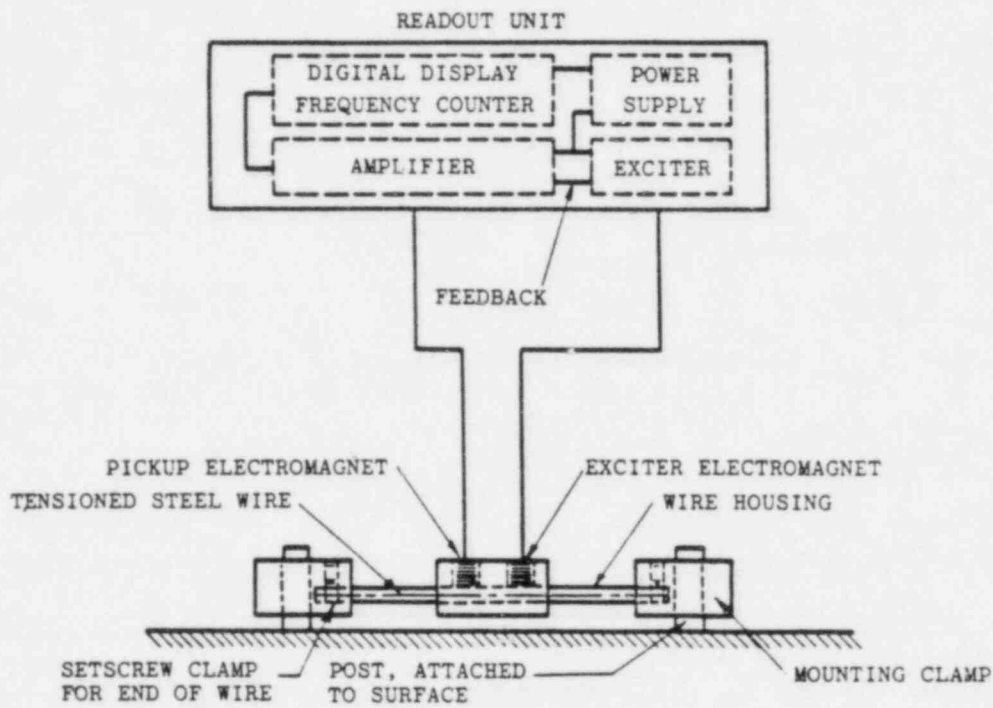 READOUT UNIT
DIGITAL DISPLAY
FREQUENCY COUNTER
POWER
SUPPLY
AMPLIFIER
EXCITER
FEEDBACK
PICKUP ELECTROMAGNET
EXCITER ELECTROMAGNET
TENSIONED STEEL WIRE
WIRE HOUSING
SETSCREW CLAMP
FOR END OF WIRE
POST, ATTACHED
TO SURFACE
MOUNTING CLAMP